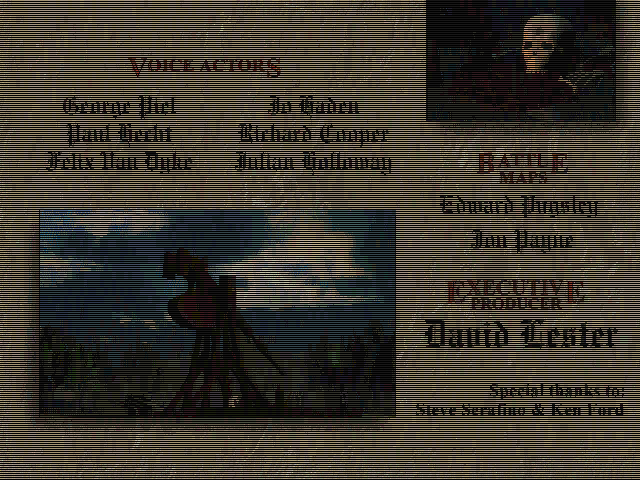 VOICE ACTORS
George Piel Jo Haden
Paul Hecht Richard Cooper
Felix Van Dyke Julian Holloway
BATTLE
MAPS
Edward Pugsley
Jon Payne
EXECUTIVE
PRODUCER
David Lester
Special thanks to:
Steve Serafino & Ken Ford